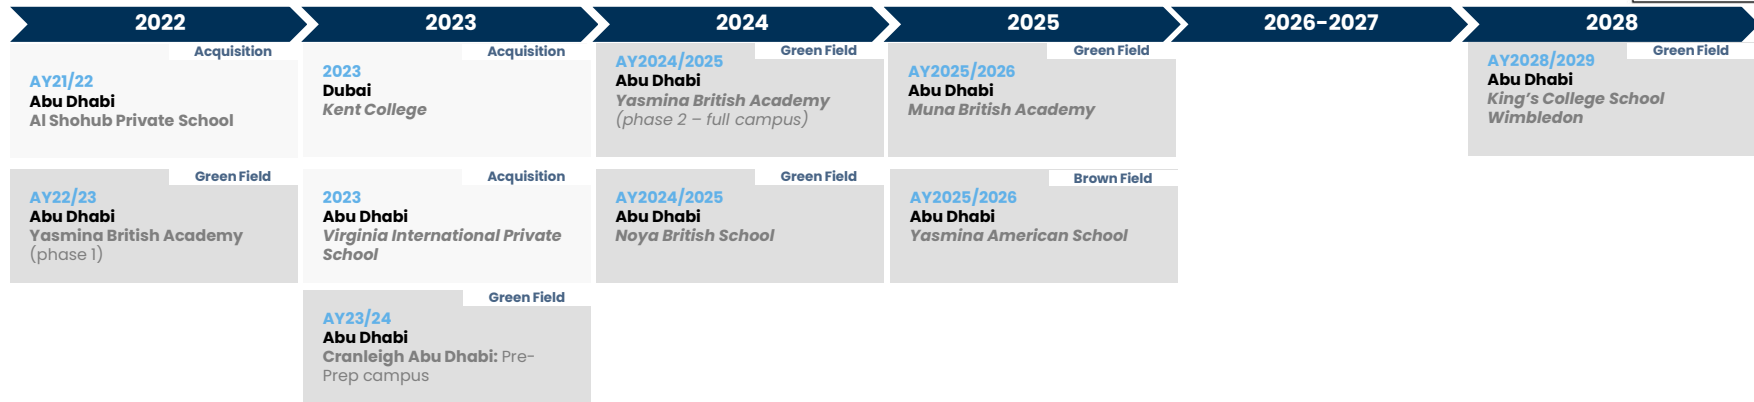 2022
2023
2024
2025
2026-2027
2028
Acquisition
AY21/22
Abu Dhabi
Al Shohub Private School
Acquisition
2023
Dubai
Kent College
Green Field
AY2024/2025
Abu Dhabi
Yasmina British Academy
(phase 2 – full campus)
Green Field
AY2025/2026
Abu Dhabi
Muna British Academy
Green Field
AY2028/2029
Abu Dhabi
King’s College School
Wimbledon
Green Field
AY22/23
Abu Dhabi
Yasmina British Academy
(phase 1)
Acquisition
2023
Abu Dhabi
Virginia International Private
School
Green Field
AY2024/2025
Abu Dhabi
Noya British School
Brown Field
AY2025/2026
Abu Dhabi
Yasmina American School
Green Field
AY23/24
Abu Dhabi
Cranleigh Abu Dhabi: Pre-
Prep campus